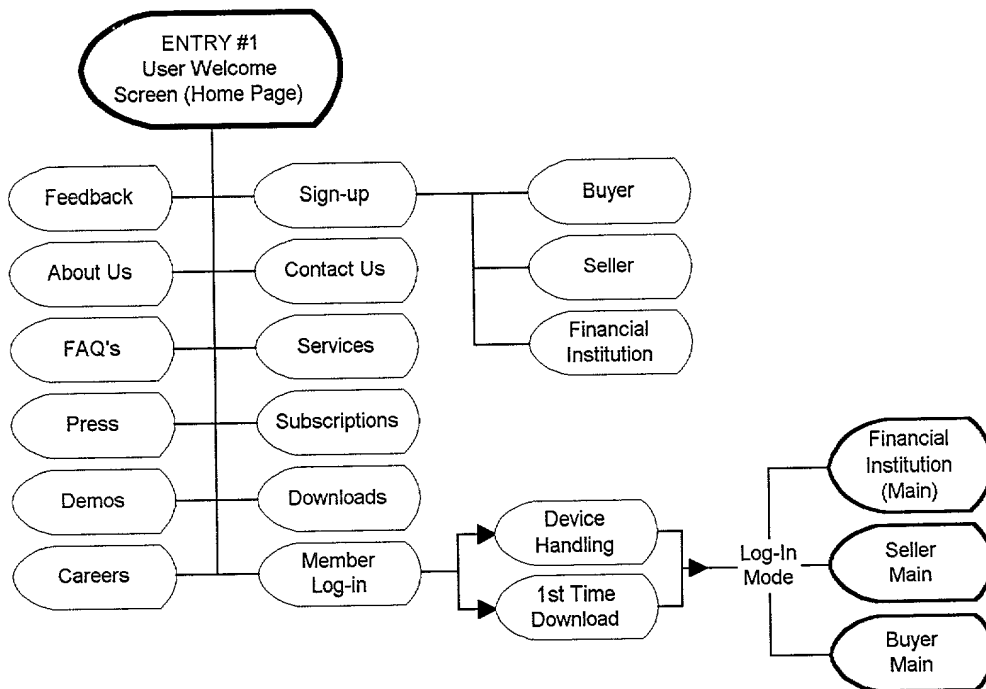 ENTRY #1
User Welcome
Screen (Home Page)
Feedback
Sign-up
Buyer
About Us
Contact Us
Seller
FAQ's
Services
Financial
Institution
Press
Subscriptions
Demos
Downloads
Careers
Member
Log-in
Device
Handling
1st Time
Download
Log-In
Mode
Financial
Institution
(Main)
Seller
Main
Buyer
Main